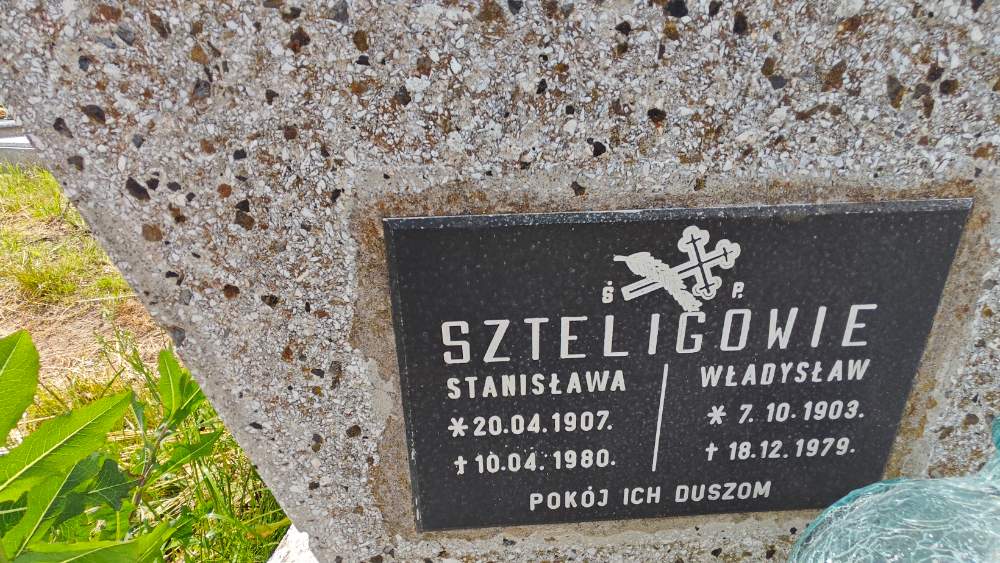 Ś P.
SZTELIGOWIE
STANISŁAWA
*20.04.1907.
†10.04.1980.
WŁADYSŁAW
* 7.10.1903.
†18.12.1979.
POKÓJ ICH DUSZOM